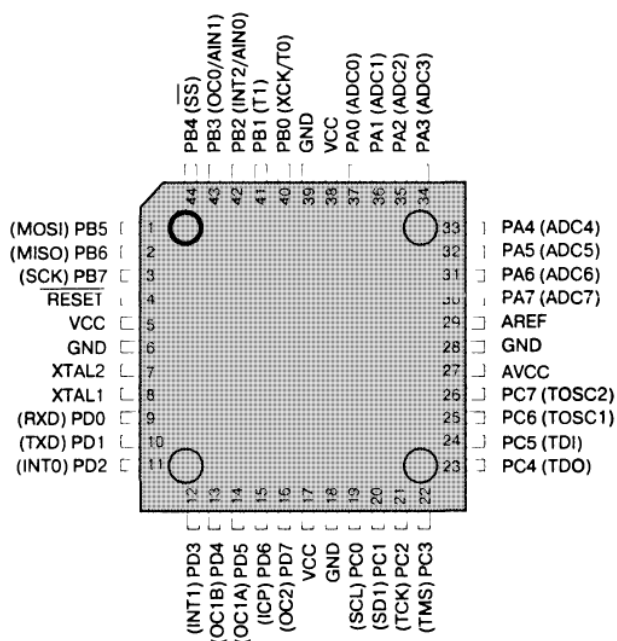 PB4 (SS)
PB3 (OC0/AIN1)
PB2 (INT2/AIN0)
PB1 (T1)
PB0 (XCK/T0)
GND
VCC
PA0 (ADC0)
PA1 (ADC1)
PA2 (ADC2)
PA3 (ADC3)
44 43 42 41 40 39 38 37 36 35 34
(MOSI) PB5 1 33 PA4 (ADC4)
(MISO) PB6 2 32 PA5 (ADC5)
(SCK) PB7 3 31 PA6 (ADC6)
RESET 4 30 PA7 (ADC7)
VCC 5 29 AREF
GND 6 28 GND
XTAL2 7 27 AVCC
XTAL1 8 26 PC7 (TOSC2)
(RXD) PD0 9 25 PC6 (TOSC1)
(TXD) PD1 10 24 PC5 (TDI)
(INT0) PD2 11 23 PC4 (TDO)
12 13 14 15 16 17 18 19 20 21 22
(INT1) PD3
(OC1B) PD4
(OC1A) PD5
(ICP) PD6
(OC2) PD7
VCC
GND
(SCL) PC0
(SD1) PC1
(TCK) PC2
(TMS) PC3